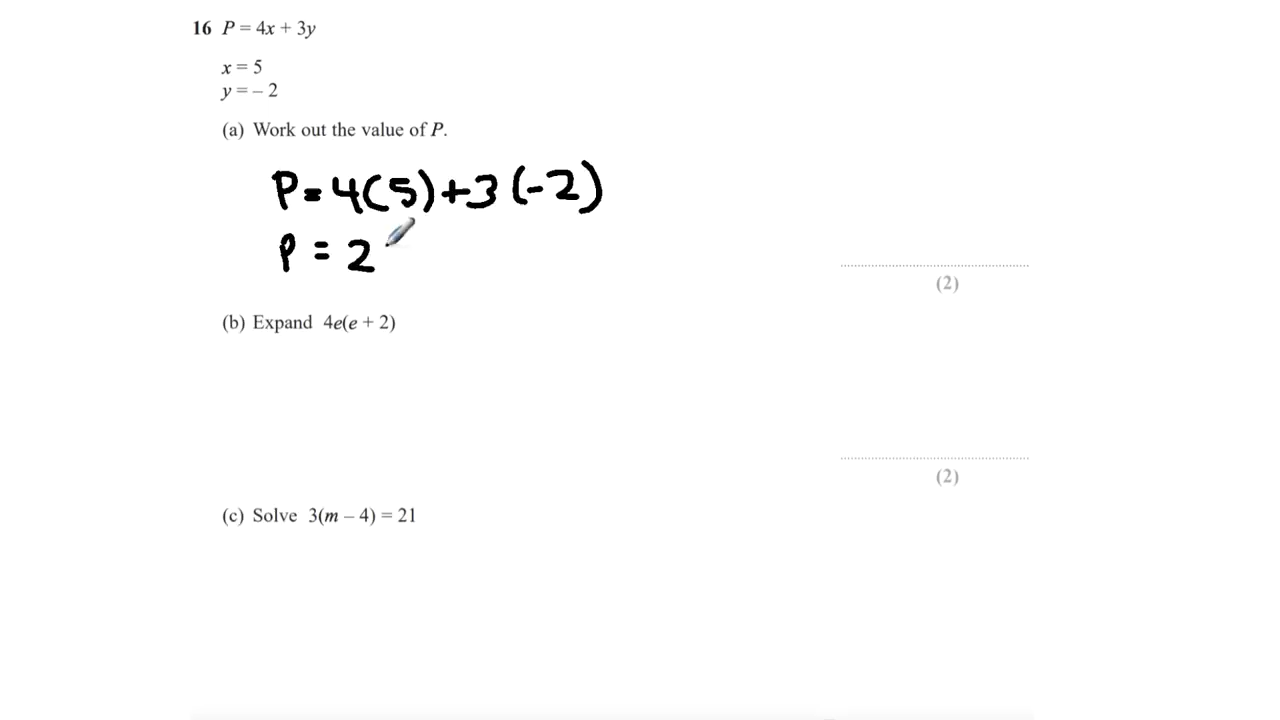 16 P = 4x + 3y
x = 5
y = – 2
(a) Work out the value of P.
P = 4(5) + 3(-2)
P = 2
(2)
(b) Expand 4e(e + 2)
(2)
(c) Solve 3(m – 4) = 21